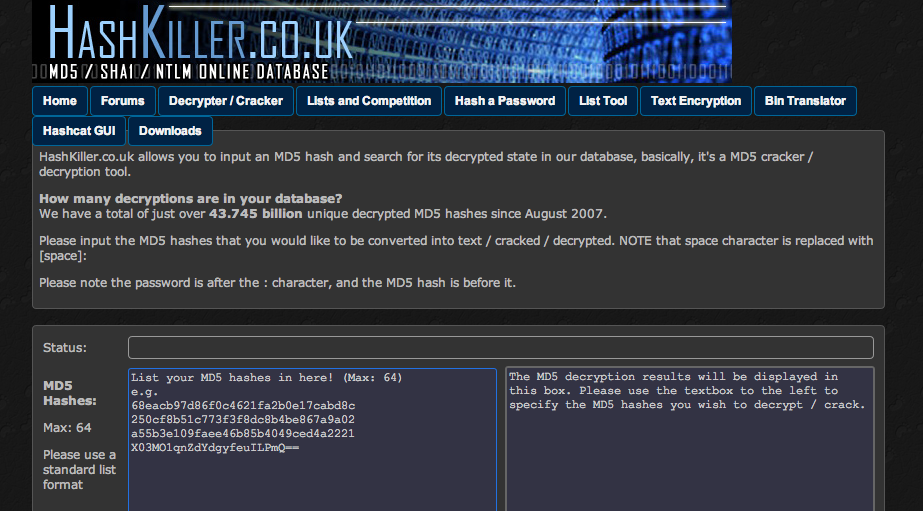 HASHKILLER.CO.UK
MD5 / SHA1 / NTLM ONLINE DATABASE
Home Forums Decrypter / Cracker Lists and Competition Hash a Password List Tool Text Encryption Bin Translator
Hashcat GUI Downloads
HashKiller.co.uk allows you to input an MD5 hash and search for its decrypted state in our database, basically, it's a MD5 cracker /
decryption tool.
How many decryptions are in your database?
We have a total of just over 43.745 billion unique decrypted MD5 hashes since August 2007.
Please input the MD5 hashes that you would like to be converted into text / cracked / decrypted. NOTE that space character is replaced with
[space]:
Please note the password is after the : character, and the MD5 hash is before it.
Status:
MD5
Hashes:
Max: 64
Please use a
standard list
format
List your MD5 hashes in here! (Max: 64)
e.g.
68eacb97d86f0c4621fa2b0e17cabd8c
250cf8b51c773f3f8dc8b4be867a9a02
a55b3e109faee46b85b4049ced4a2221
X03MO1qnZdYdgyfeuILPmQ==
The MD5 decryption results will be displayed in
this box. Please use the textbox to the left to
specify the MD5 hashes you wish to decrypt / crack.